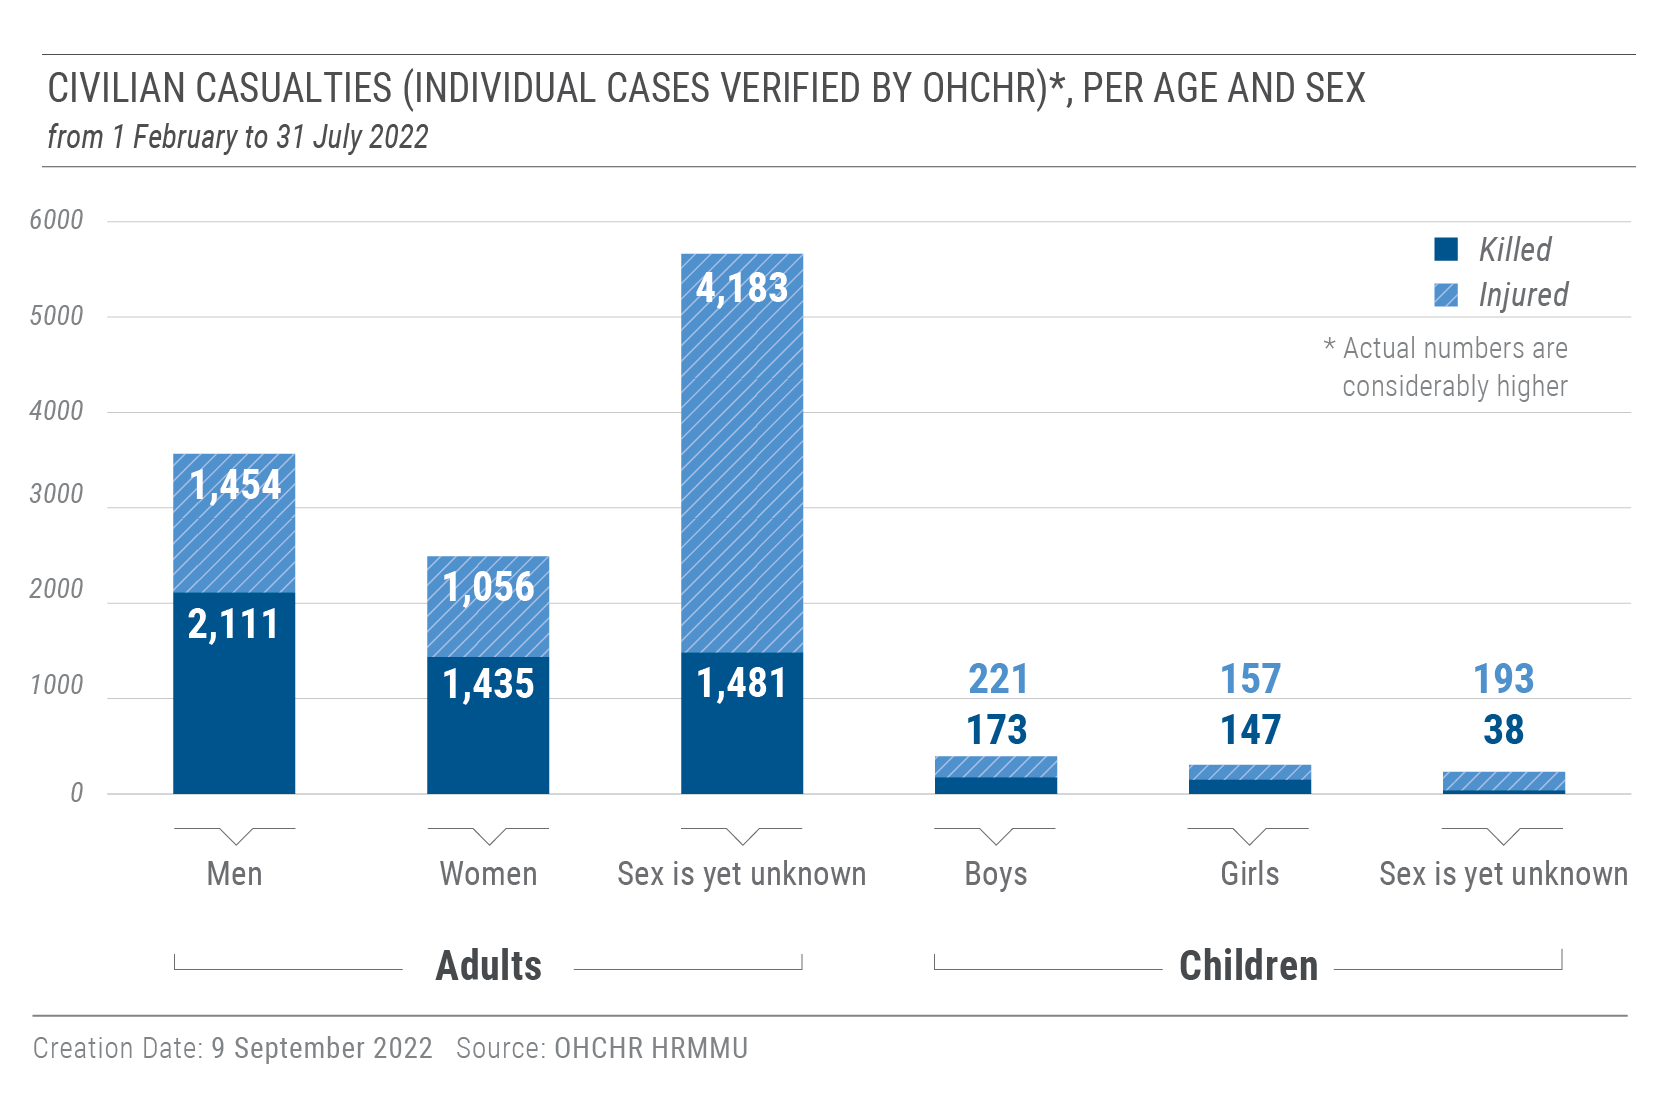 CIVILIAN CASUALTIES (INDIVIDUAL CASES VERIFIED BY OHCHR)*, PER AGE AND SEX
from 1 February to 31 July 2022
6000
5000
4000
3000
2000
1000
0
Killed
Injured
* Actual numbers are
considerably higher
1,454
2,111
1,056
1,435
4,183
1,481
221
173
157
147
193
38
Men
Women
Sex is yet unknown
Boys
Girls
Sex is yet unknown
Adults
Children
Creation Date: 9 September 2022 Source: OHCHR HRMMU